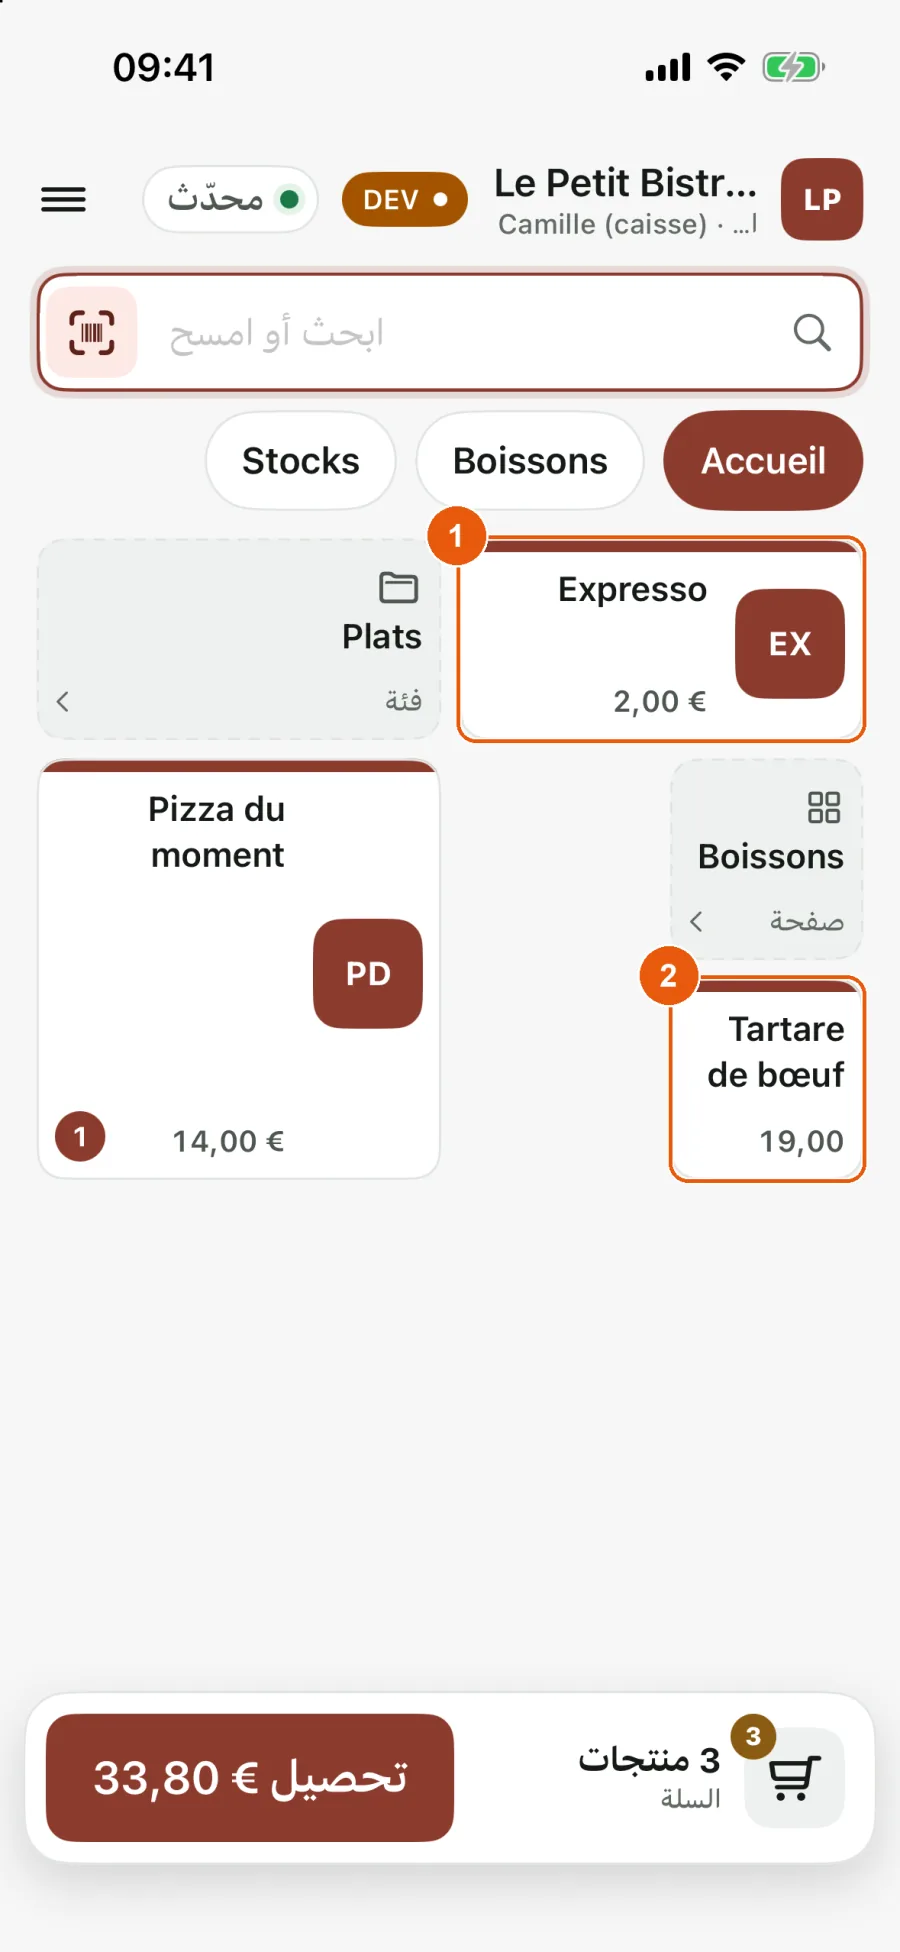 09:41
LP
Le Petit Bistr...
Camille (caisse) · ...ا
DEV
محدّث
ابحث أو امسح
Accueil
Boissons
Stocks
1
Expresso
EX
2,00 €
Plats
فئة
Boissons
صفحة
Pizza du
moment
PD
14,00 €
1
2
Tartare
de bœuf
19,00
3
3 منتجات
السلة
تحصيل 33,80 €